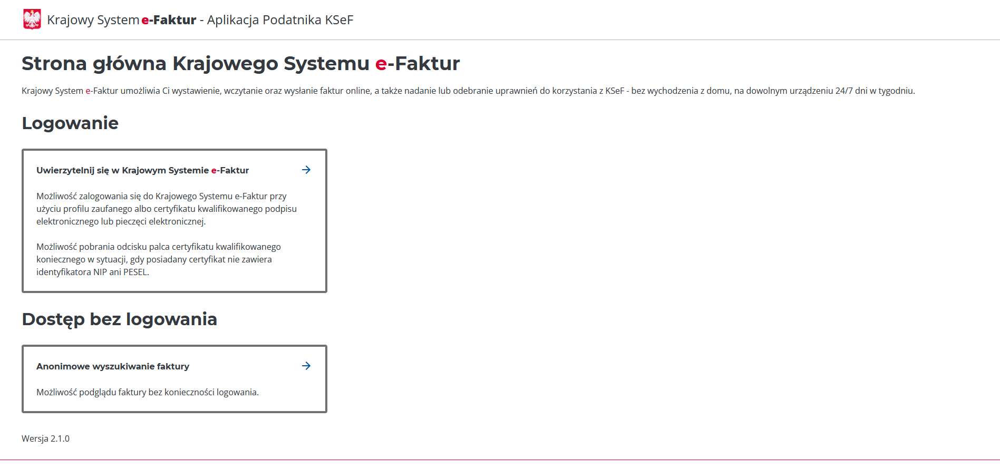 Krajowy System e-Faktur - Aplikacja Podatnika KSeF
Strona główna Krajowego Systemu e-Faktur
Krajowy System e-Faktur umożliwia Ci wystawienie, wczytanie oraz wysłanie faktur online, a także nadanie lub odebranie uprawnień do korzystania z KSeF - bez wychodzenia z domu, na dowolnym urządzeniu 24/7 dni w tygodniu.
Logowanie
Uwierzytelnij się w Krajowym Systemie e-Faktur
Możliwość zalogowania się do Krajowego Systemu e-Faktur przy
użyciu profilu zaufanego albo certyfikatu kwalifikowanego podpisu
elektronicznego lub pieczęci elektronicznej.
Możliwość pobrania odcisku palca certyfikatu kwalifikowanego
koniecznego w sytuacji, gdy posiadany certyfikat nie zawiera
identyfikatora NIP ani PESEL.
Dostęp bez logowania
Anonimowe wyszukiwanie faktury
Możliwość podglądu faktury bez konieczności logowania.
Wersja 2.1.0